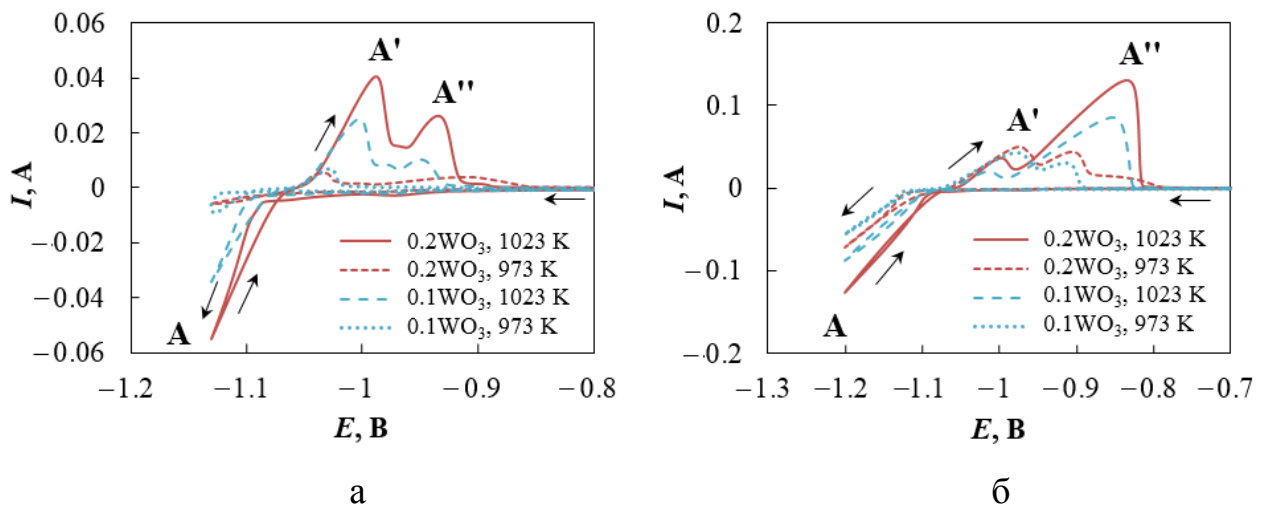 0.06
0.04
0.02
0
−0.02
−0.04
−0.06
I, A
−1.2
−1.1
−1
−0.9
−0.8
E, B
A'
A''
A
0.2WO₃, 1023 K
0.2WO₃, 973 K
0.1WO₃, 1023 K
0.1WO₃, 973 K
а
0.2
0.1
0
−0.1
−0.2
I, A
−1.3
−1.2
−1.1
−1
−0.9
−0.8
−0.7
E, B
A'
A''
A
0.2WO₃, 1023 K
0.2WO₃, 973 K
0.1WO₃, 1023 K
0.1WO₃, 973 K
б